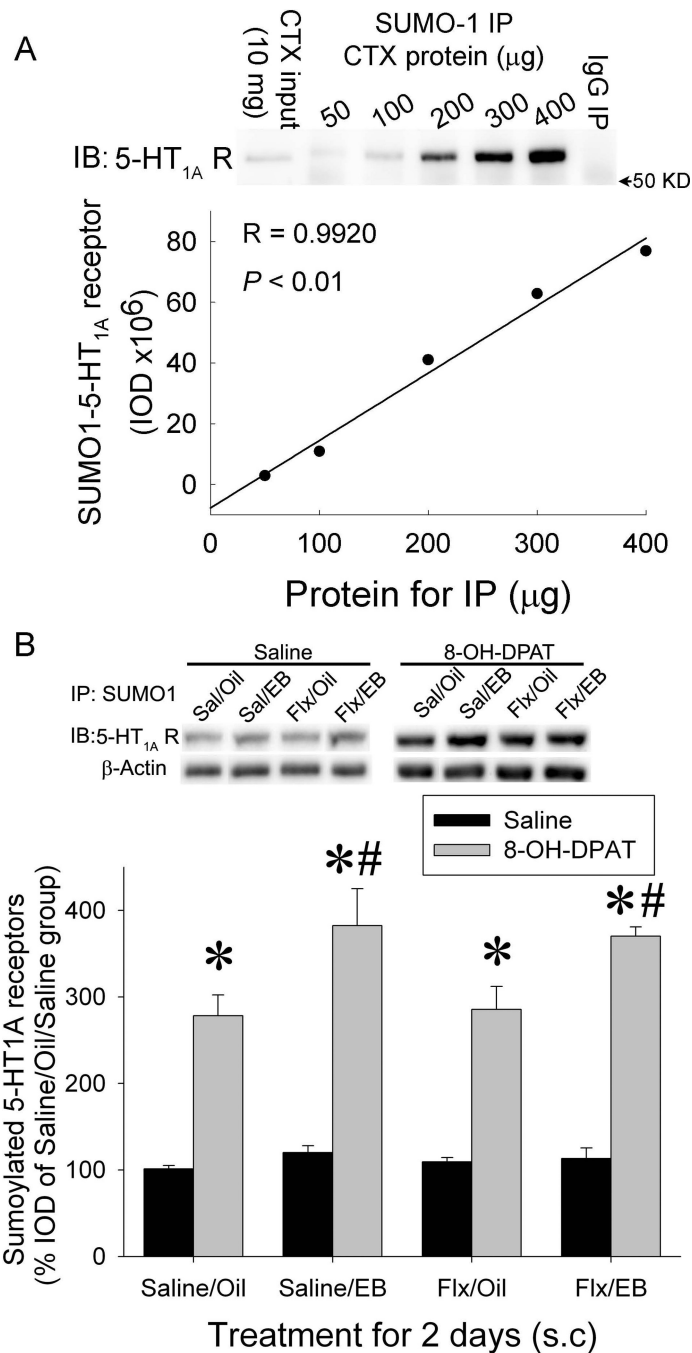 A
CTX input
(10 mg)
SUMO-1 IP
CTX protein (μg)
50 100 200 300 400
IgG IP
IB: 5-HT1A R
50 KD
SUMO1-5-HT1A receptor
(IOD x10⁶)
R = 0.9920
P < 0.01
80
60
40
20
0
0 100 200 300 400
Protein for IP (μg)
B
Saline 8-OH-DPAT
IP: SUMO1
Sal/Oil Sal/EB Flx/Oil Flx/EB Sal/Oil Sal/EB Flx/Oil Flx/EB
IB:5-HT1A R
β-Actin
Saline
8-OH-DPAT
Sumoylated 5-HT1A receptors
(% IOD of Saline/Oil/Saline group)
400
300
200
100
0
* *# * *#
Saline/Oil Saline/EB Flx/Oil Flx/EB
Treatment for 2 days (s.c)